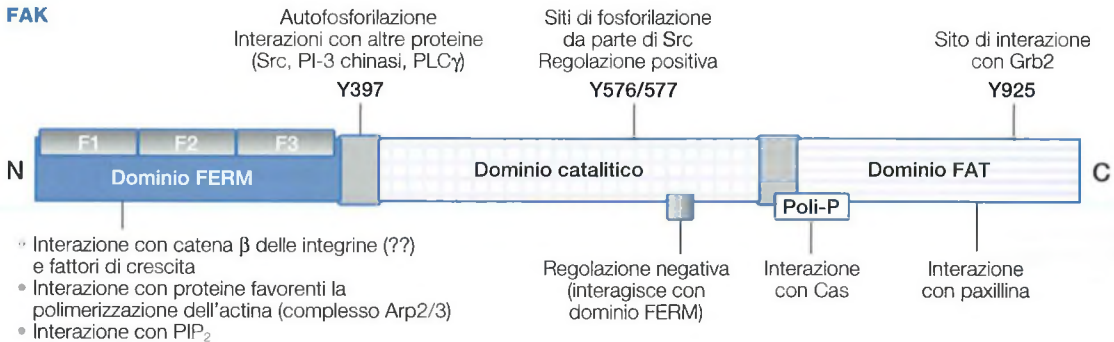 FAK
Autofosforilazione
Interazioni con altre proteine
(Src, PI-3 chinasi, PLCγ)
Y397
Siti di fosforilazione
da parte di Src
Regolazione positiva
Y576/577
Sito di interazione
con Grb2
Y925
F1 F2 F3
N Dominio FERM Dominio catalitico Dominio FAT C
Poli-P
• Interazione con catena β delle integrine (??)
e fattori di crescita
• Interazione con proteine favorenti la
polimerizzazione dell'actina (complesso Arp2/3)
• Interazione con PIP₂
Regolazione negativa
(interagisce con
dominio FERM)
Interazione
con Cas
Interazione
con paxillina